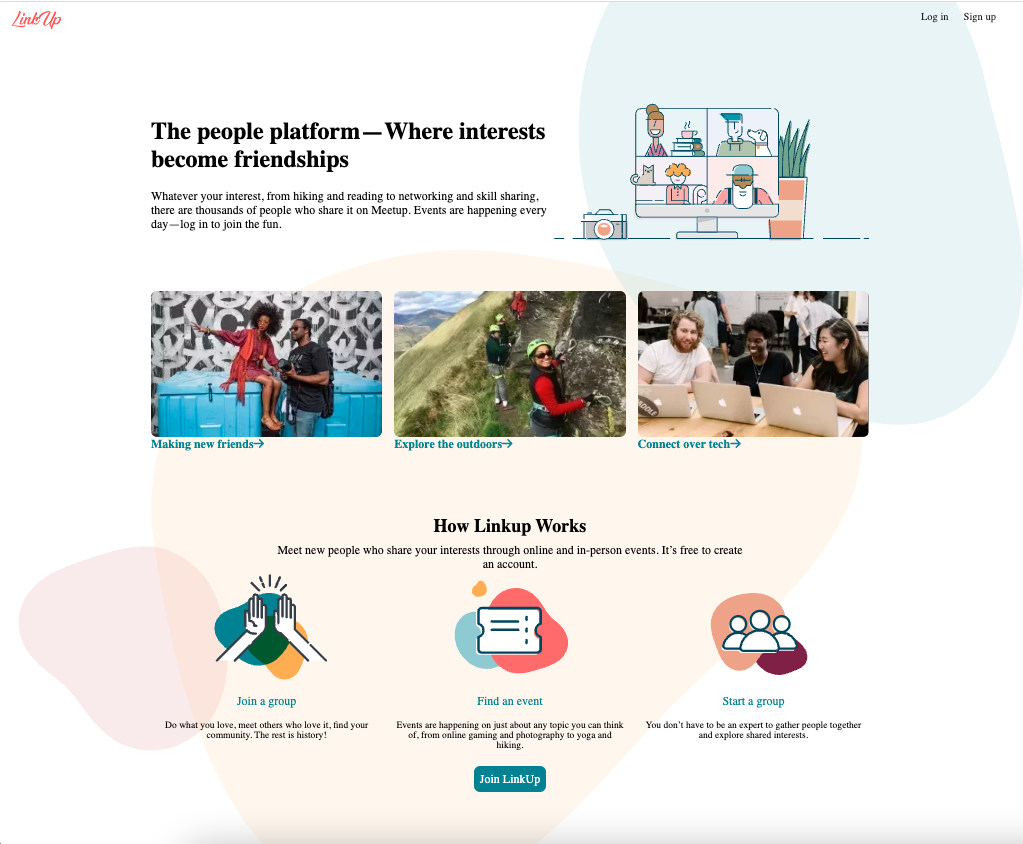 LinkUp
Log in Sign up
The people platform—Where interests
become friendships
Whatever your interest, from hiking and reading to networking and skill sharing,
there are thousands of people who share it on Meetup. Events are happening every
day—log in to join the fun.
Making new friends→ Explore the outdoors→ Connect over tech→
How Linkup Works
Meet new people who share your interests through online and in-person events. It’s free to create
an account.
Join a group
Do what you love, meet others who love it, find your
community. The rest is history!
Find an event
Events are happening on just about any topic you can think
of, from online gaming and photography to yoga and
hiking.
Start a group
You don’t have to be an expert to gather people together
and explore shared interests.
Join LinkUp